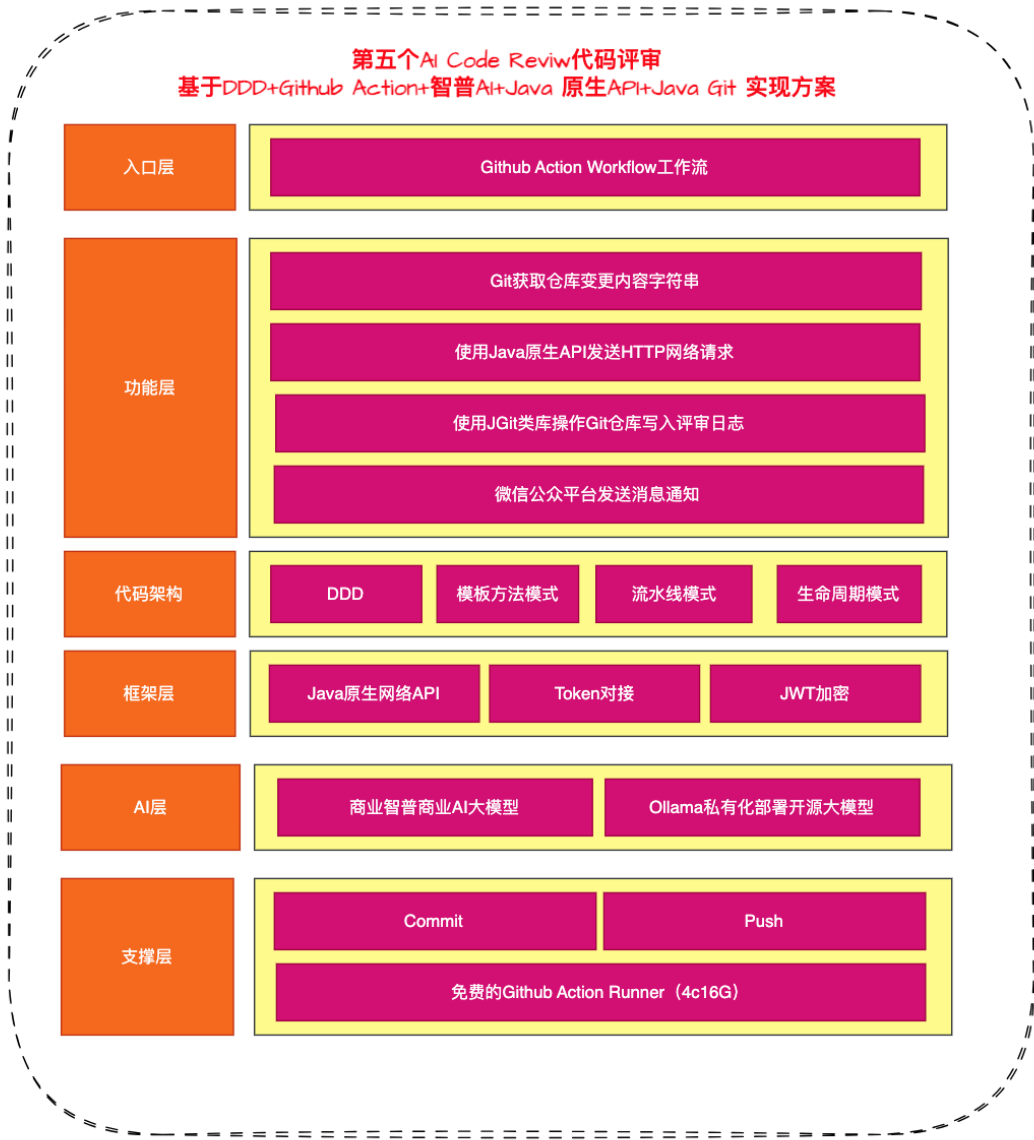 第五个AI Code Reviw代码评审
基于DDD+Github Action+智普AI+Java 原生API+Java Git 实现方案
入口层
Github Action Workflow工作流
功能层
Git获取仓库变更内容字符串
使用Java原生API发送HTTP网络请求
使用JGit类库操作Git仓库写入评审日志
微信公众平台发送消息通知
代码架构
DDD
模板方法模式
流水线模式
生命周期模式
框架层
Java原生网络API
Token对接
JWT加密
AI层
商业智普商业AI大模型
Ollama私有化部署开源大模型
支撑层
Commit
Push
免费的Github Action Runner（4c16G）